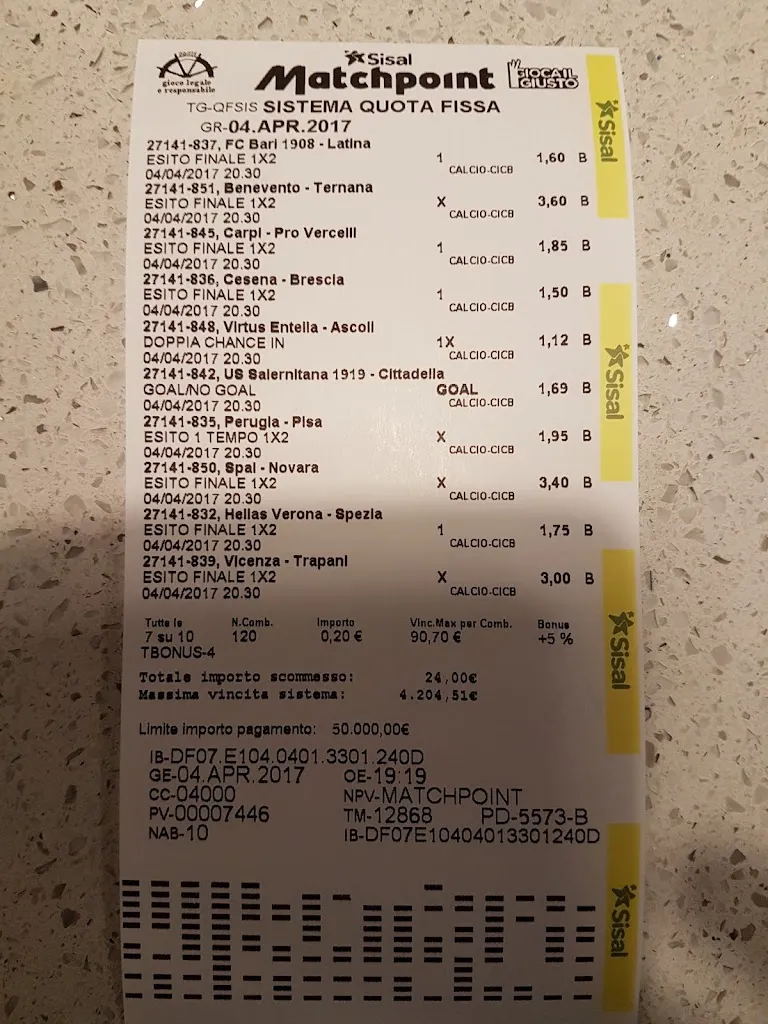 gioco legale
e responsabile
Sisal
Matchpoint
GIOCA IL
GIUSTO
TG-QFSIS SISTEMA QUOTA FISSA
GR-04.APR.2017
27141-837, FC Bari 1908 - Latina
ESITO FINALE 1X2 1 1,60 B
04/04/2017 20.30 CALCIO-CICB
27141-851, Benevento - Ternana
ESITO FINALE 1X2 X 3,60 B
04/04/2017 20.30 CALCIO-CICB
27141-845, Carpi - Pro Vercelli
ESITO FINALE 1X2 1 1,85 B
04/04/2017 20.30 CALCIO-CICB
27141-836, Cesena - Brescia
ESITO FINALE 1X2 1 1,50 B
04/04/2017 20.30 CALCIO-CICB
27141-848, Virtus Entella - Ascoli
DOPPIA CHANCE IN 1X 1,12 B
04/04/2017 20.30 CALCIO-CICB
27141-842, US Salernitana 1919 - Cittadella
GOAL/NO GOAL GOAL 1,69 B
04/04/2017 20.30 CALCIO-CICB
27141-835, Perugia - Pisa
ESITO 1 TEMPO 1X2 X 1,95 B
04/04/2017 20.30 CALCIO-CICB
27141-850, Spal - Novara
ESITO FINALE 1X2 X 3,40 B
04/04/2017 20.30 CALCIO-CICB
27141-832, Hellas Verona - Spezia
ESITO FINALE 1X2 1 1,75 B
04/04/2017 20.30 CALCIO-CICB
27141-839, Vicenza - Trapani
ESITO FINALE 1X2 X 3,00 B
04/04/2017 20.30 CALCIO-CICB
Tutte le N.Comb. Importo Vinc.Max per Comb. Bonus
7 su 10 120 0,20 € 90,70 € +5 %
TBONUS-4
Totale importo scommesso: 24,00€
Massima vincita sistema: 4.204,51€
Limite importo pagamento: 50.000,00€
IB-DF07.E104.0401.3301.240D
GE-04.APR.2017 OE-19:19
CC-04000 NPV-MATCHPOINT
PV-00007446 TM-12868 PD-5573-B
NAB-10 IB-DF07E10404013301240D
Sisal
Sisal
Sisal
Sisal